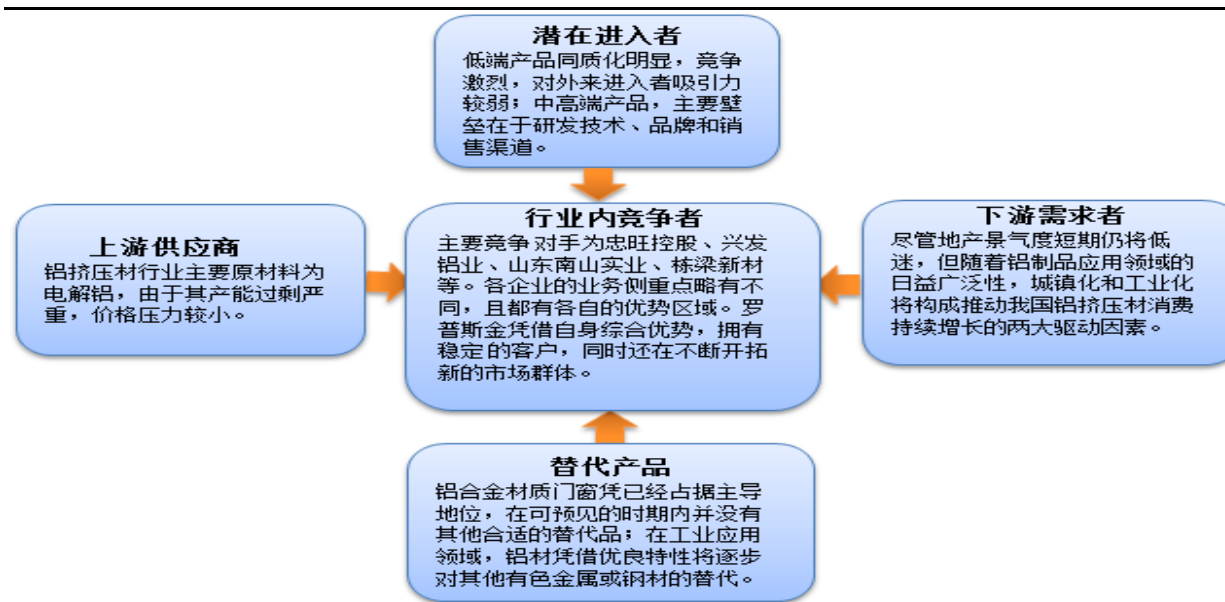 潜在进入者
低端产品同质化明显，竞争
激烈，对外来进入者吸引力
较弱；中高端产品，主要壁
垒在于研发技术、品牌和销
售渠道。
上游供应商
铝挤压材行业主要原材料为
电解铝，由于其产能过剩严
重，价格压力较小。
行业内竞争者
主要竞争对手为忠旺控股、兴发
铝业、山东南山实业、栋梁新材
等。各企业的业务侧重点略有不
同，且都有各自的优势区域。罗
普斯金凭借自身综合优势，拥有
稳定的客户，同时还在不断开拓
新的市场群体。
下游需求者
尽管地产景气度短期仍将低
迷，但随着铝制品应用领域的
日益广泛性，城镇化和工业化
将构成推动我国铝挤压材消费
持续增长的两大驱动因素。
替代产品
铝合金材质门窗凭已经占据主导
地位，在可预见的时期内并没有
其他合适的替代品；在工业应用
领域，铝材凭借优良特性将逐步
对其他有色金属或钢材的替代。